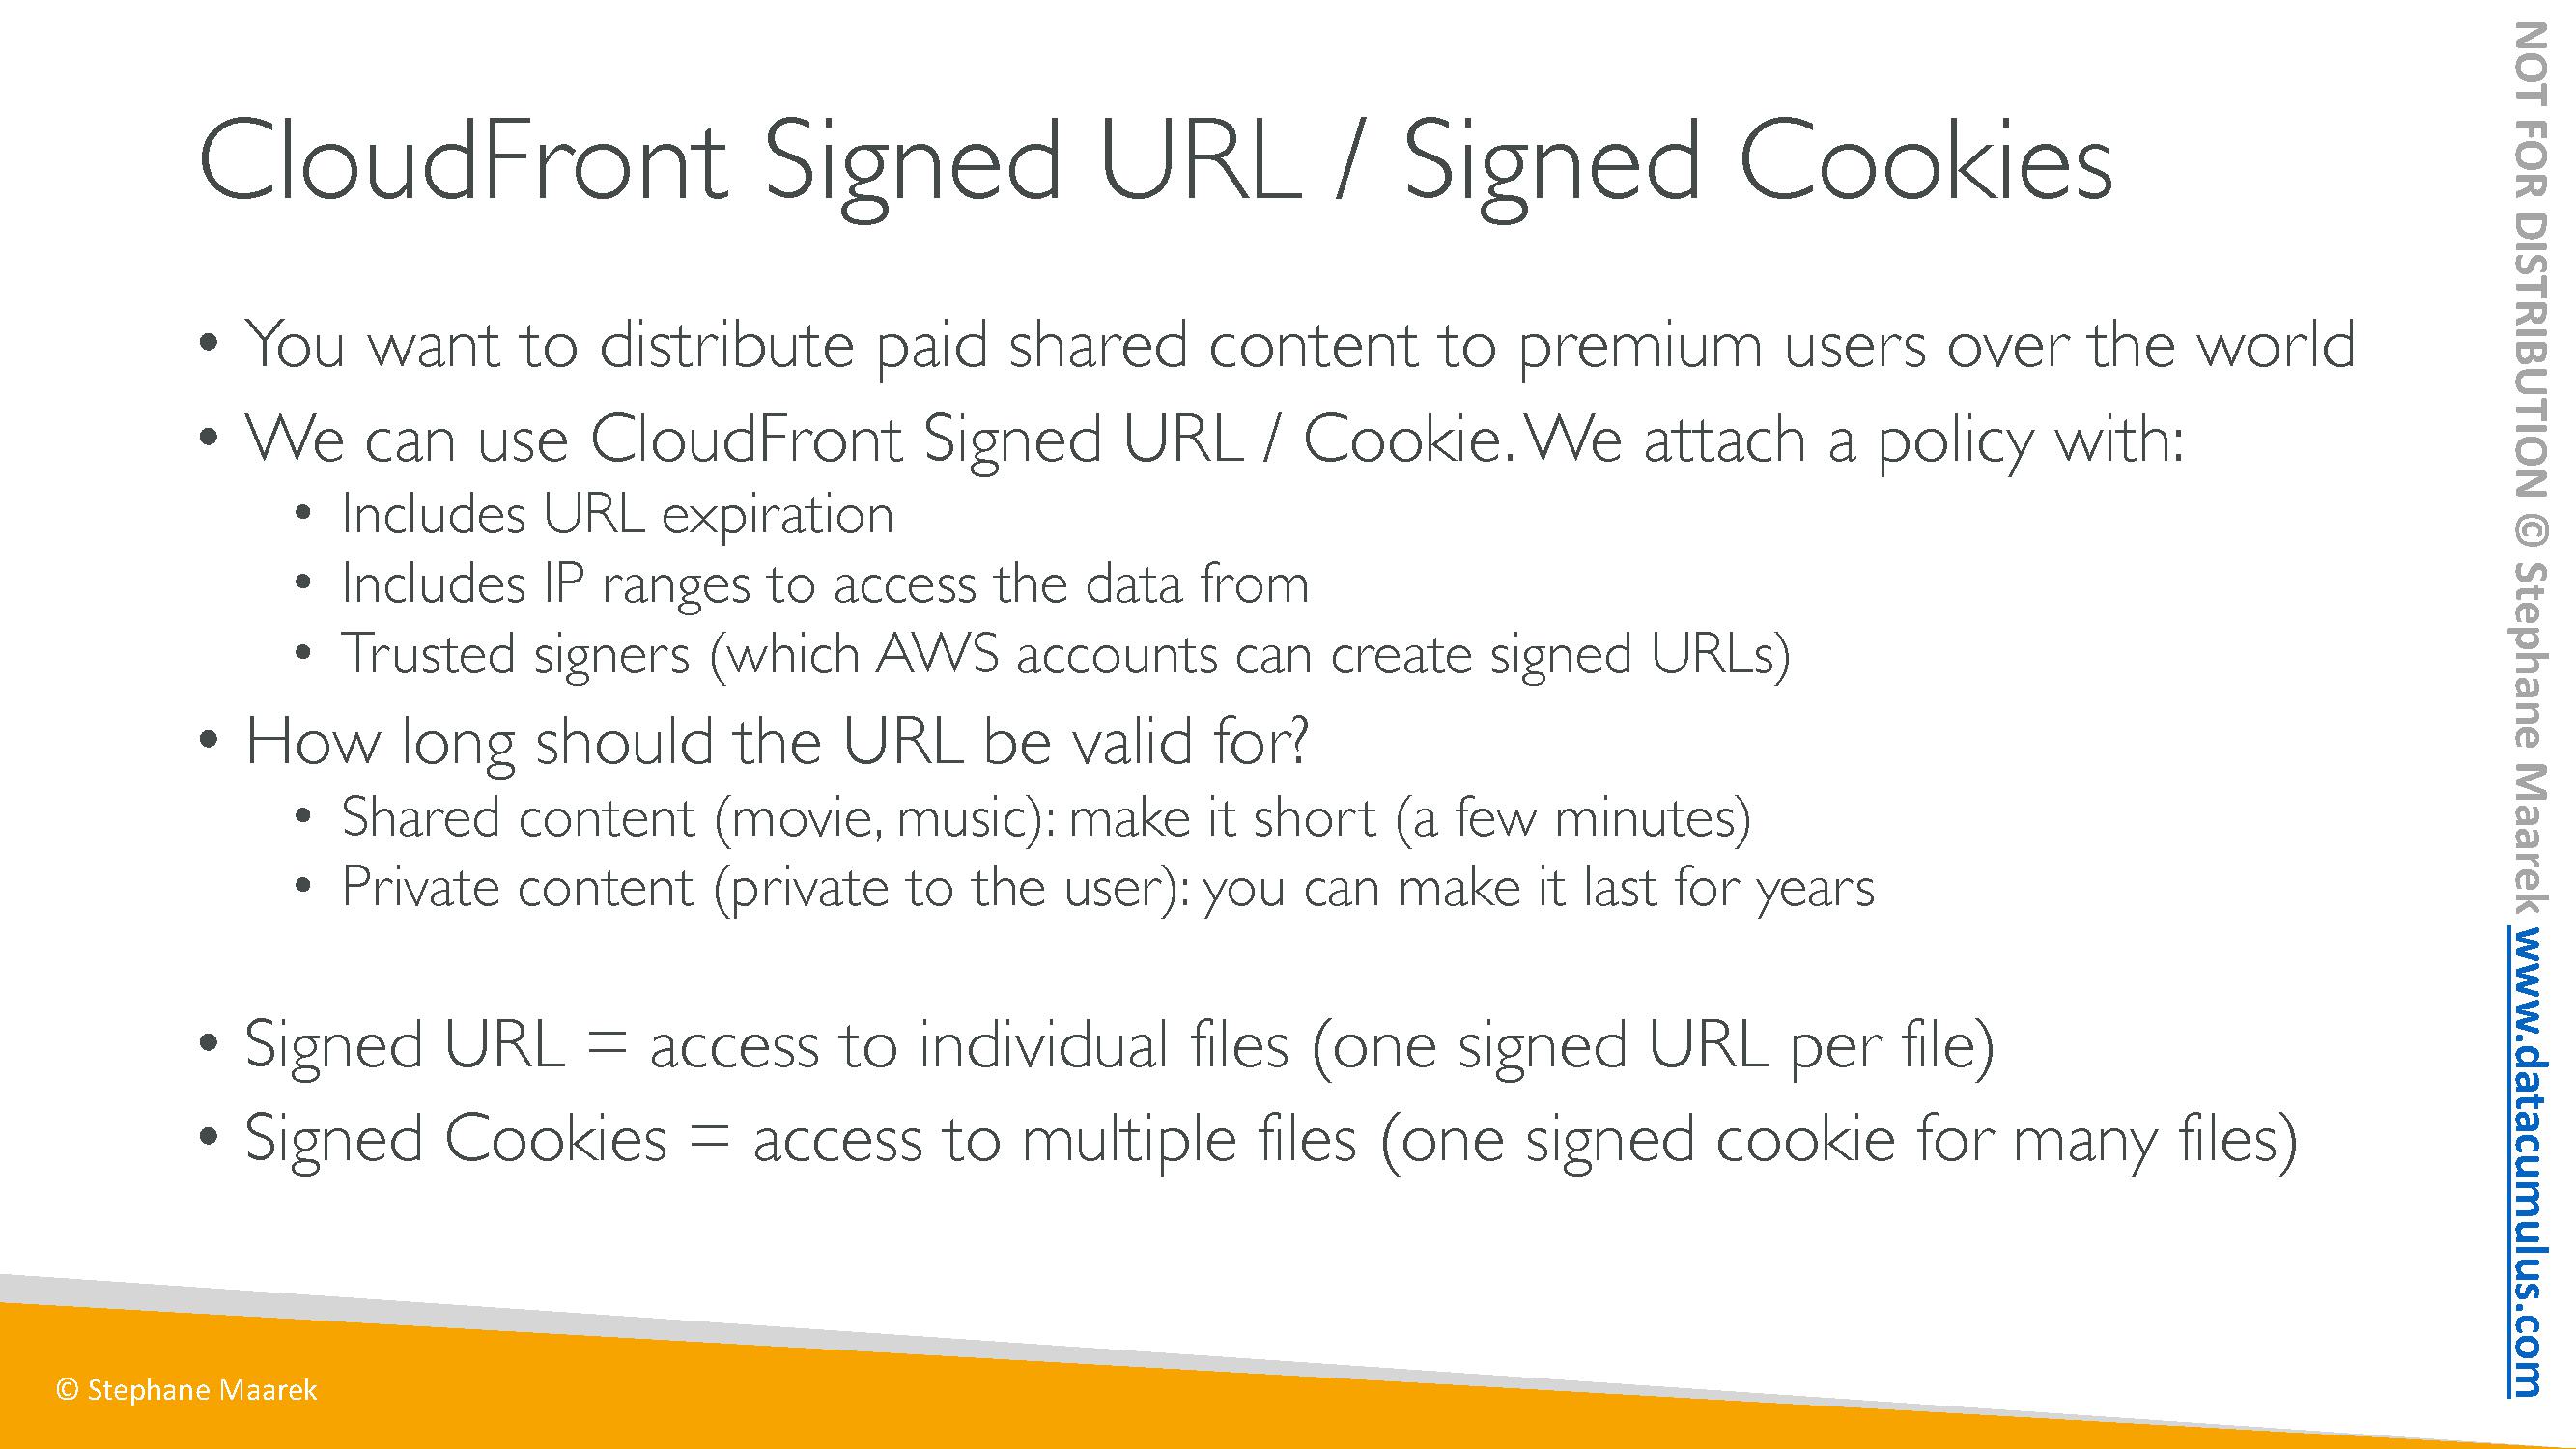 CloudFront Signed URL / Signed Cookies
• You want to distribute paid shared content to premium users over the world
• We can use CloudFront Signed URL / Cookie. We attach a policy with:
• Includes URL expiration
• Includes IP ranges to access the data from
• Trusted signers (which AWS accounts can create signed URLs)
• How long should the URL be valid for?
• Shared content (movie, music): make it short (a few minutes)
• Private content (private to the user): you can make it last for years
• Signed URL = access to individual files (one signed URL per file)
• Signed Cookies = access to multiple files (one signed cookie for many files)
© Stephane Maarek
NOT FOR DISTRIBUTION © Stephane Maarek www.datacumulus.com